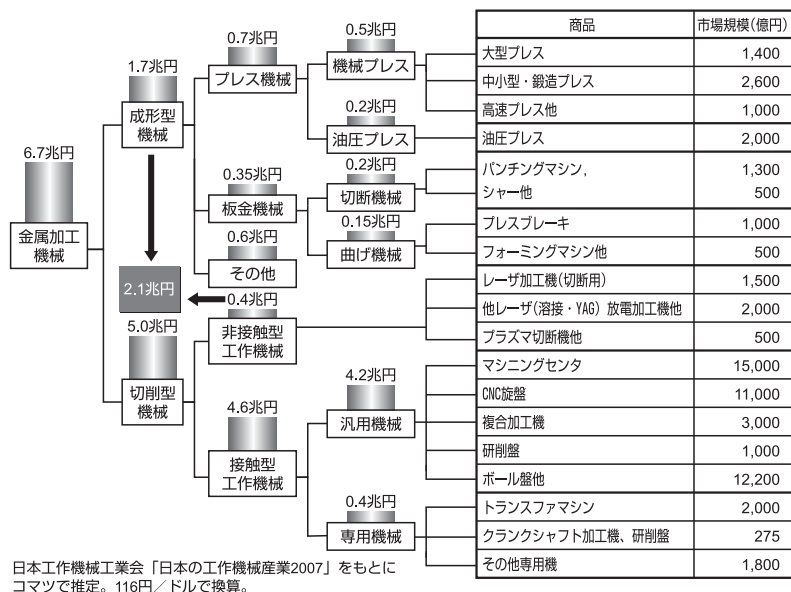 6.7兆円
金属加工
機械
1.7兆円
成形型
機械
2.1兆円
5.0兆円
切削型
機械
0.7兆円
プレス機械
0.35兆円
板金機械
0.6兆円
その他
0.4兆円
非接触型
工作機械
4.6兆円
接触型
工作機械
0.5兆円
機械プレス
0.2兆円
油圧プレス
0.2兆円
切断機械
0.15兆円
曲げ機械
4.2兆円
汎用機械
0.4兆円
専用機械
商品 市場規模(億円)
大型プレス 1,400
中小型・鍛造プレス 2,600
高速プレス他 1,000
油圧プレス 2,000
パンチングマシン, 1,300
シャー他 500
プレスブレーキ 1,000
フォーミングマシン他 500
レーザ加工機(切断用) 1,500
他レーザ(溶接・YAG) 放電加工機他 2,000
プラズマ切断機他 500
マシニングセンタ 15,000
CNC旋盤 11,000
複合加工機 3,000
研削盤 1,000
ボール盤他 12,200
トランスファマシン 2,000
クランクシャフト加工機、研削盤 275
その他専用機 1,800
日本工作機械工業会「日本の工作機械産業2007」をもとに
コマツで推定。116円／ドルで換算。